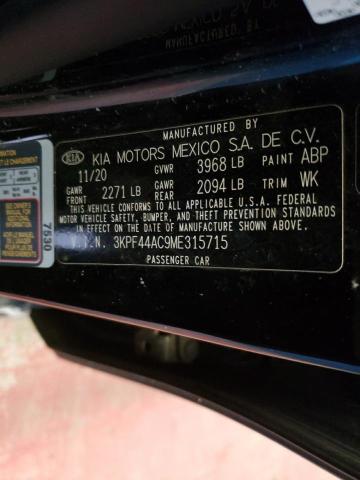 MANUFACTURED BY
KIA KIA MOTORS MEXICO S.A. DE C.V.
11/20 GVWR 3968 LB PAINT ABP
GAWR FRONT 2271 LB GAWR REAR 2094 LB TRIM WK
THIS VEHICLE CONFORMS TO ALL APPLICABLE U.S.A. FEDERAL
MOTOR VEHICLE SAFETY, BUMPER, AND THEFT PREVENTION STANDARDS
IN EFFECT ON THE DATE OF MANUFACTURE SHOWN ABOVE.
V.I.N. 3KPF44AC9ME315715
PASSENGER CAR
7530